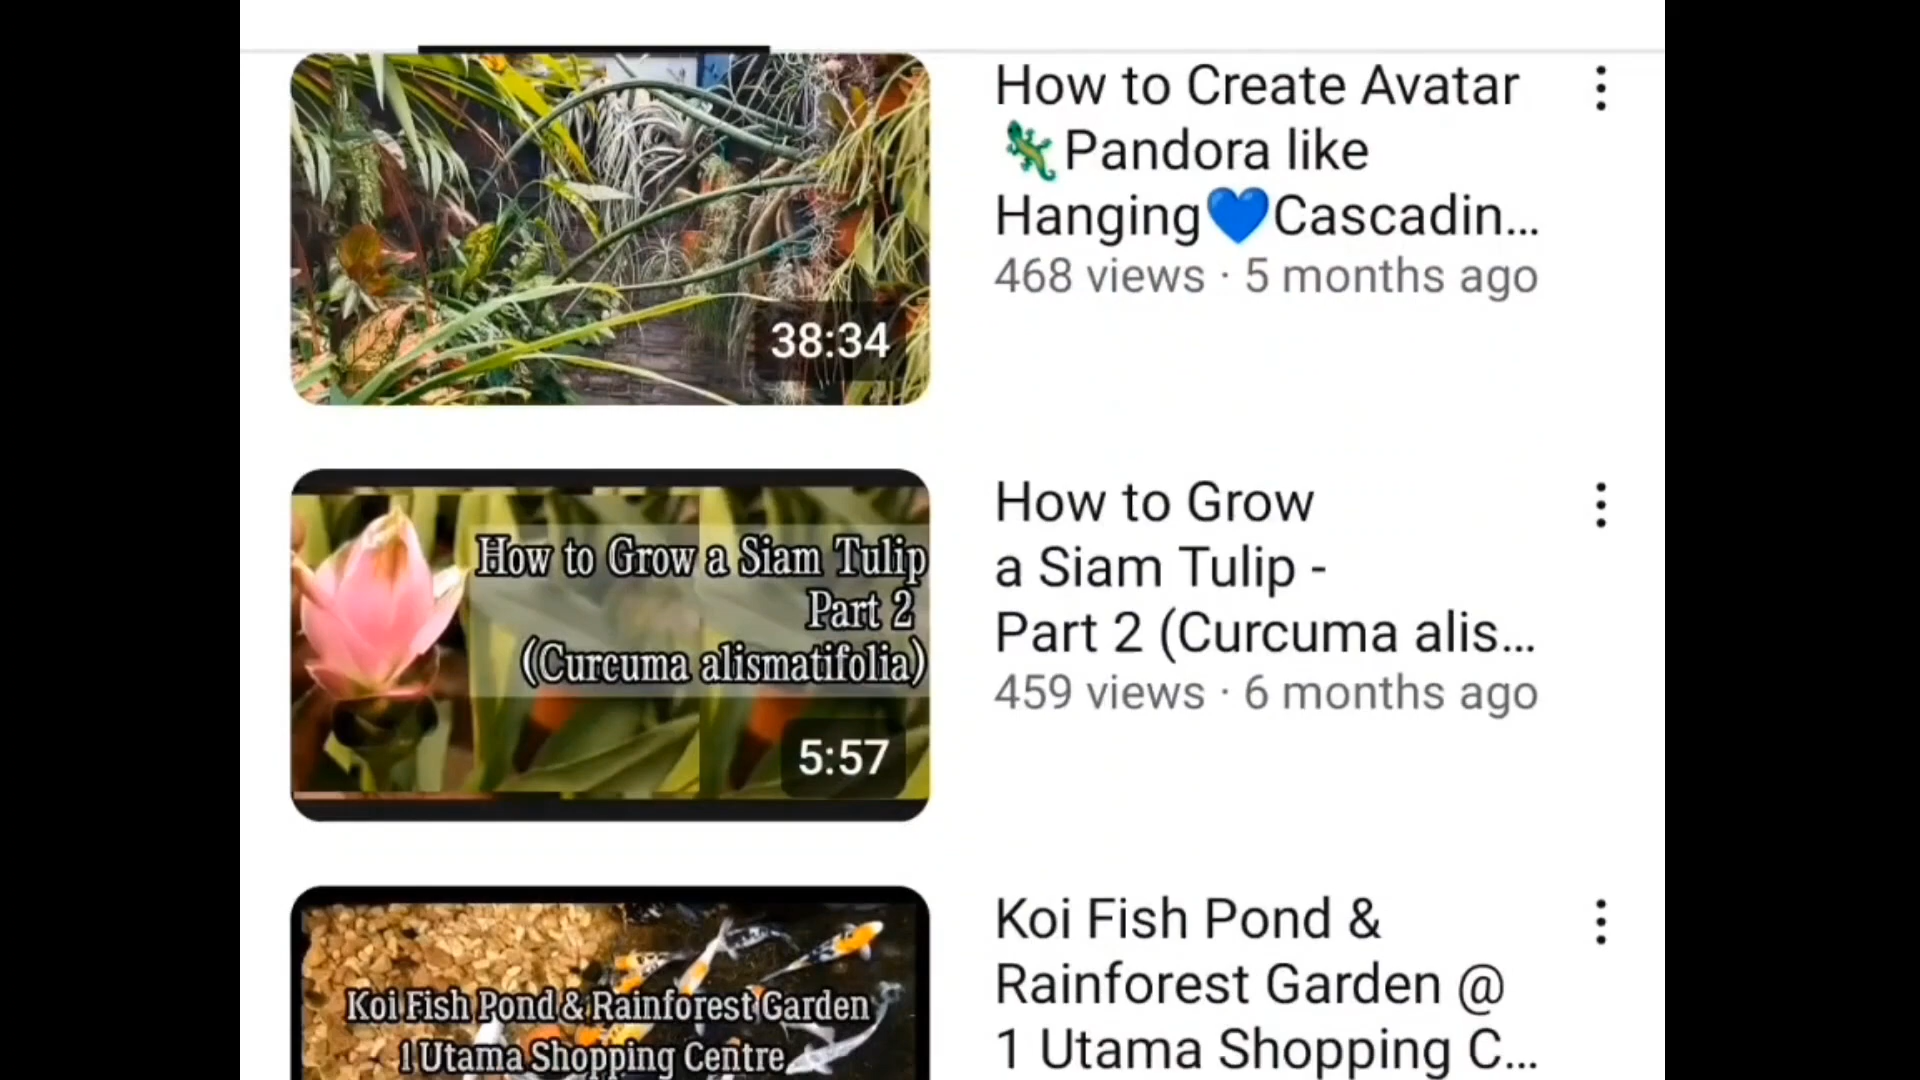 How to Create Avatar
🦎Pandora like
Hanging💙Cascadin...
468 views · 5 months ago
38:34
How to Grow a Siam Tulip
Part 2
(Curcuma alismatifolia)
5:57
How to Grow
a Siam Tulip -
Part 2 (Curcuma alis...
459 views · 6 months ago
Koi Fish Pond & Rainforest Garden
1 Utama Shopping Centre
Koi Fish Pond &
Rainforest Garden @
1 Utama Shopping C...